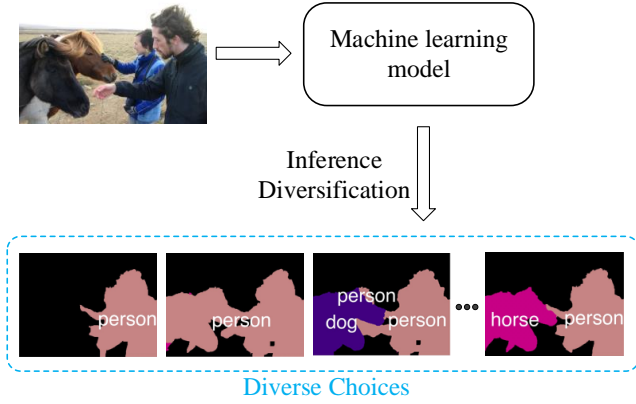 Machine learning
model
Inference
Diversification
person
person
person
dog
person
horse
person
Diverse Choices